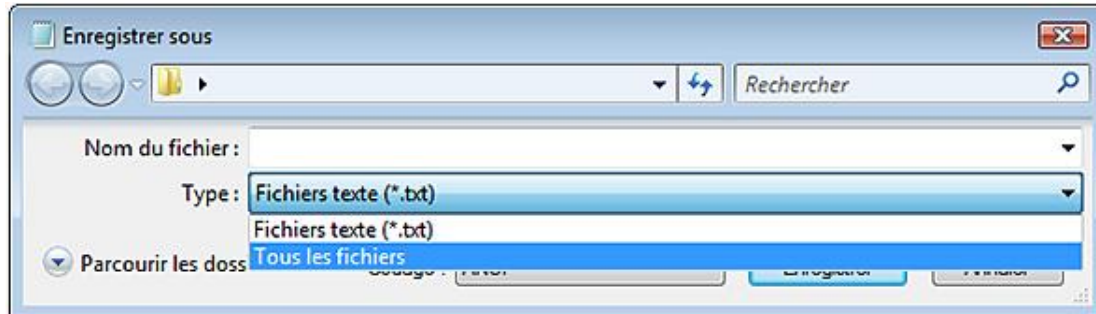 Enregistrer sous
Rechercher
Nom du fichier :
Type : Fichiers texte (*.txt)
Fichiers texte (*.txt)
Tous les fichiers
Parcourir les doss